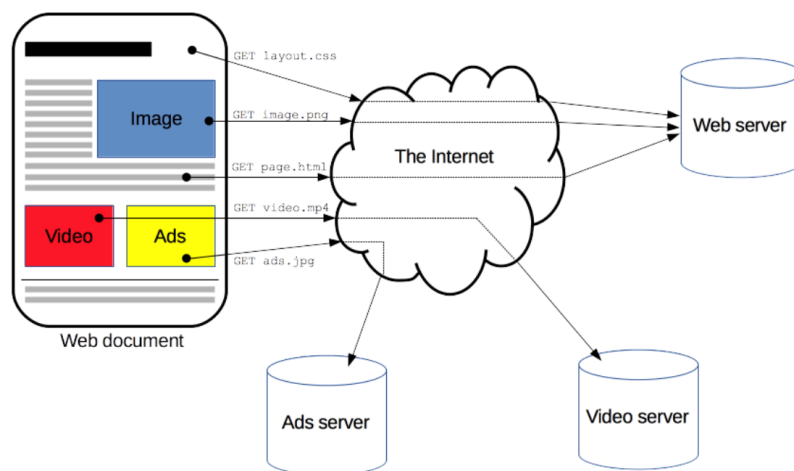 GET layout.css
Image
GET image.png
The Internet
Web server
GET page.html
GET video.mp4
Video
Ads
GET ads.jpg
Web document
Ads server
Video server